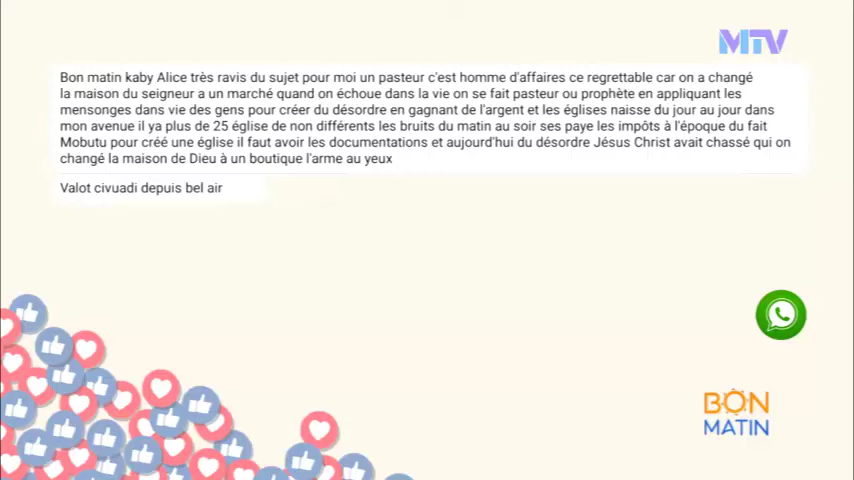 MTV
Bon matin kaby Alice très ravis du sujet pour moi un pasteur c'est homme d'affaires ce regrettable car on a changé
la maison du seigneur a un marché quand on échoue dans la vie on se fait pasteur ou prophète en appliquant les
mensonges dans vie des gens pour créer du désordre en gagnant de l'argent et les églises naisse du jour au jour dans
mon avenue il ya plus de 25 église de non différents les bruits du matin au soir ses paye les impôts à l'époque du fait
Mobutu pour créé une église il faut avoir les documentations et aujourd'hui du désordre Jésus Christ avait chassé qui on
changé la maison de Dieu à un boutique l'arme au yeux
Valot civuadi depuis bel air
BON
MATIN